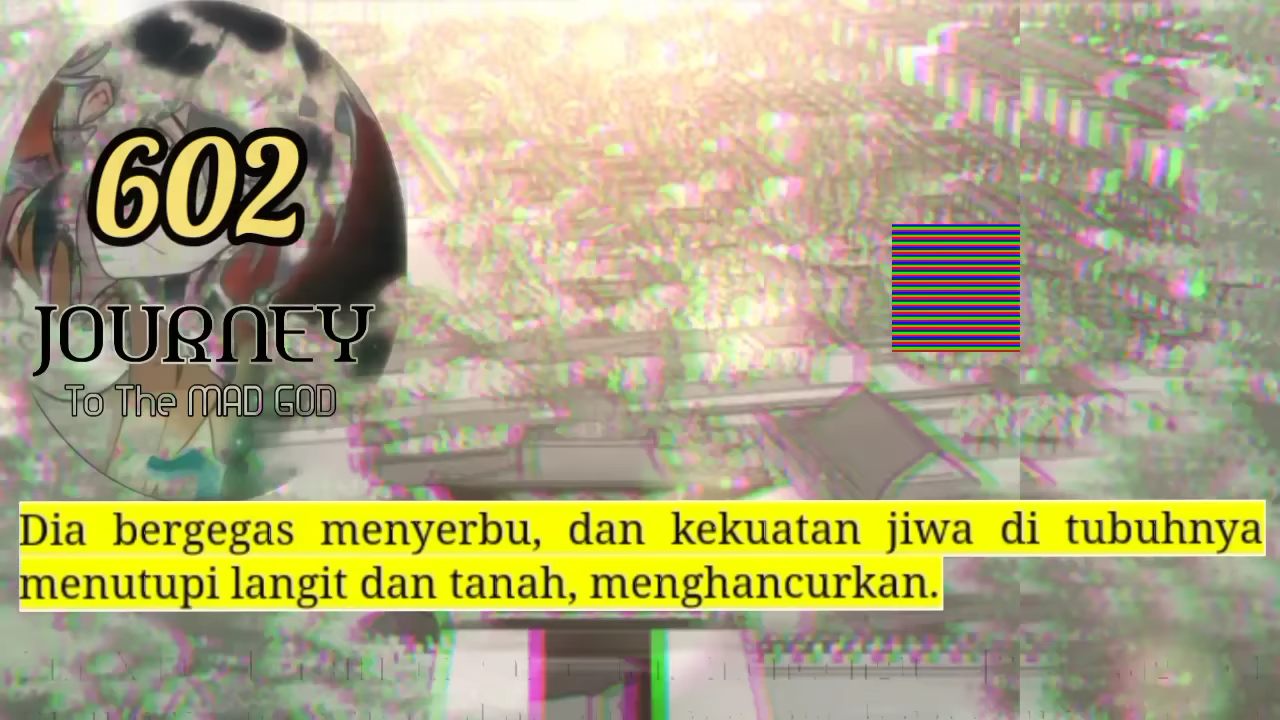 602
JOURNEY
To The MAD GOD
Dia bergegas menyerbu, dan kekuatan jiwa di tubuhnya
menutupi langit dan tanah, menghancurkan.